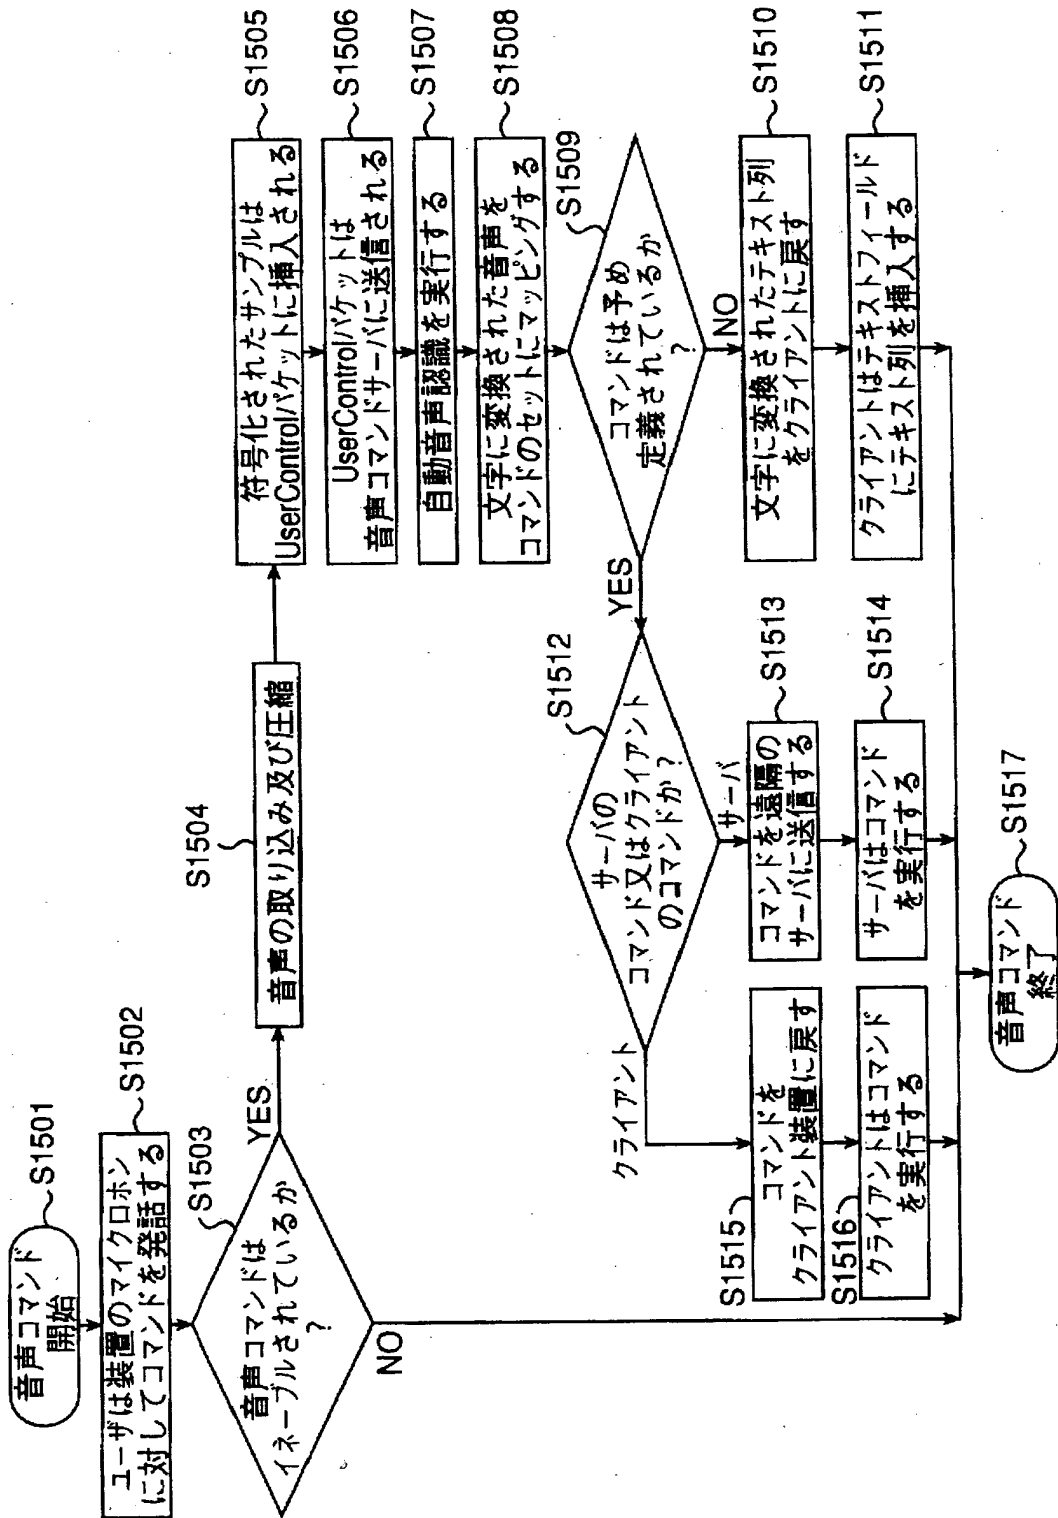 音声コマンド
開始
S1501
ユーザは装置のマイクロホン
に対してコマンドを発話する
S1502
音声コマンドは
イネーブルされているか
?
S1503
YES
NO
音声の取り込み及び圧縮
S1504
符号化されたサンプルは
UserControlパケットに挿入される
S1505
UserControlパケットは
音声コマンドサーバに送信される
S1506
自動音声認識を実行する
S1507
文字に変換された音声を
コマンドのセットにマッピングする
S1508
コマンドは予め
定義されているか
?
S1509
YES
NO
文字に変換されたテキスト列
をクライアントに戻す
S1510
クライアントはテキストフィールド
にテキスト列を挿入する
S1511
サーバの
コマンド又はクライアント
のコマンドか?
S1512
サーバ
クライアント
コマンドを遠隔の
サーバに送信する
S1513
サーバはコマンド
を実行する
S1514
コマンドを
クライアント装置に戻す
S1515
クライアントはコマンド
を実行する
S1516
音声コマンド
終了
S1517